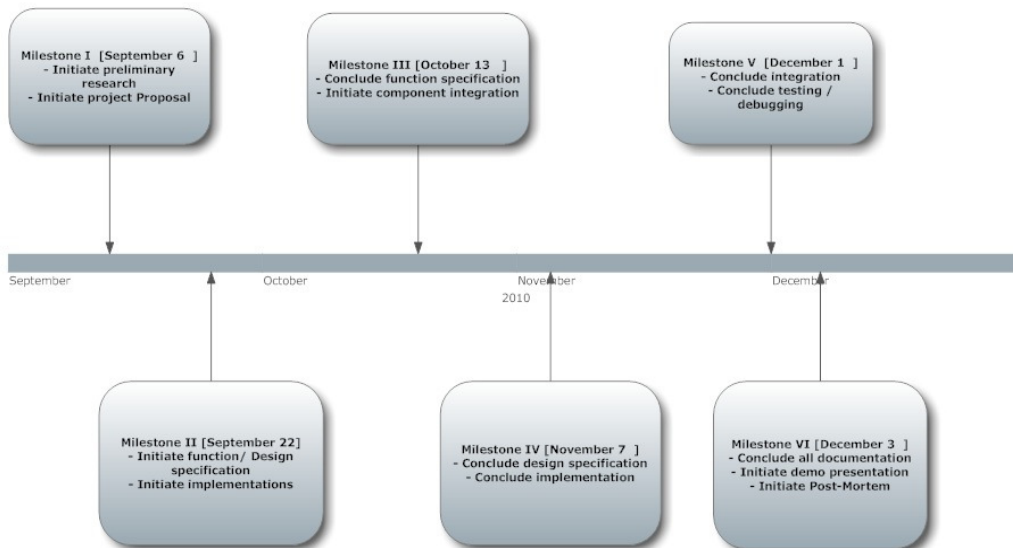 Milestone I [September 6 ]
- Initiate preliminary
research
- Initiate project Proposal
Milestone III [October 13 ]
- Conclude function specification
- Initiate component integration
Milestone V [December 1 ]
- Conclude integration
- Conclude testing /
debugging
September
October
November
December
2010
Milestone II [September 22]
- Initiate function/ Design
specification
- Initiate implementations
Milestone IV [November 7 ]
- Conclude design specification
- Conclude implementation
Milestone VI [December 3 ]
- Conclude all documentation
- Initiate demo presentation
- Initiate Post-Mortem